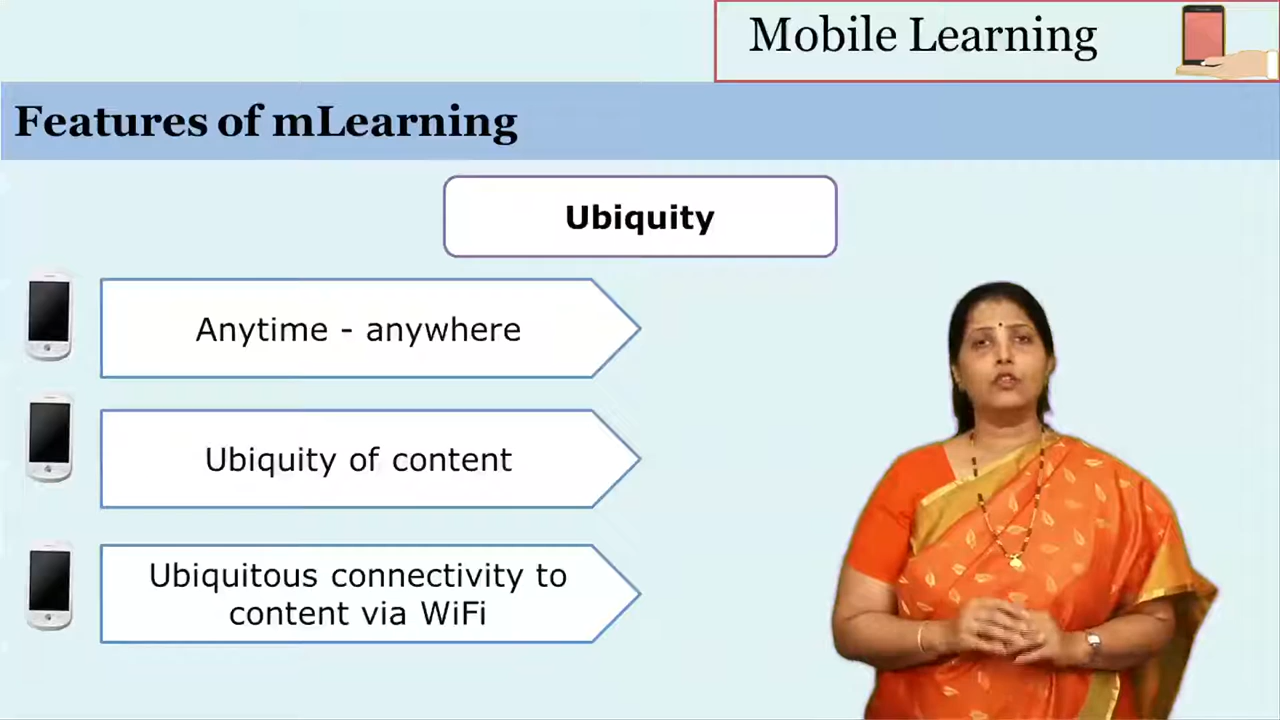 Mobile Learning
Features of mLearning
Ubiquity
Anytime - anywhere
Ubiquity of content
Ubiquitous connectivity to
content via WiFi